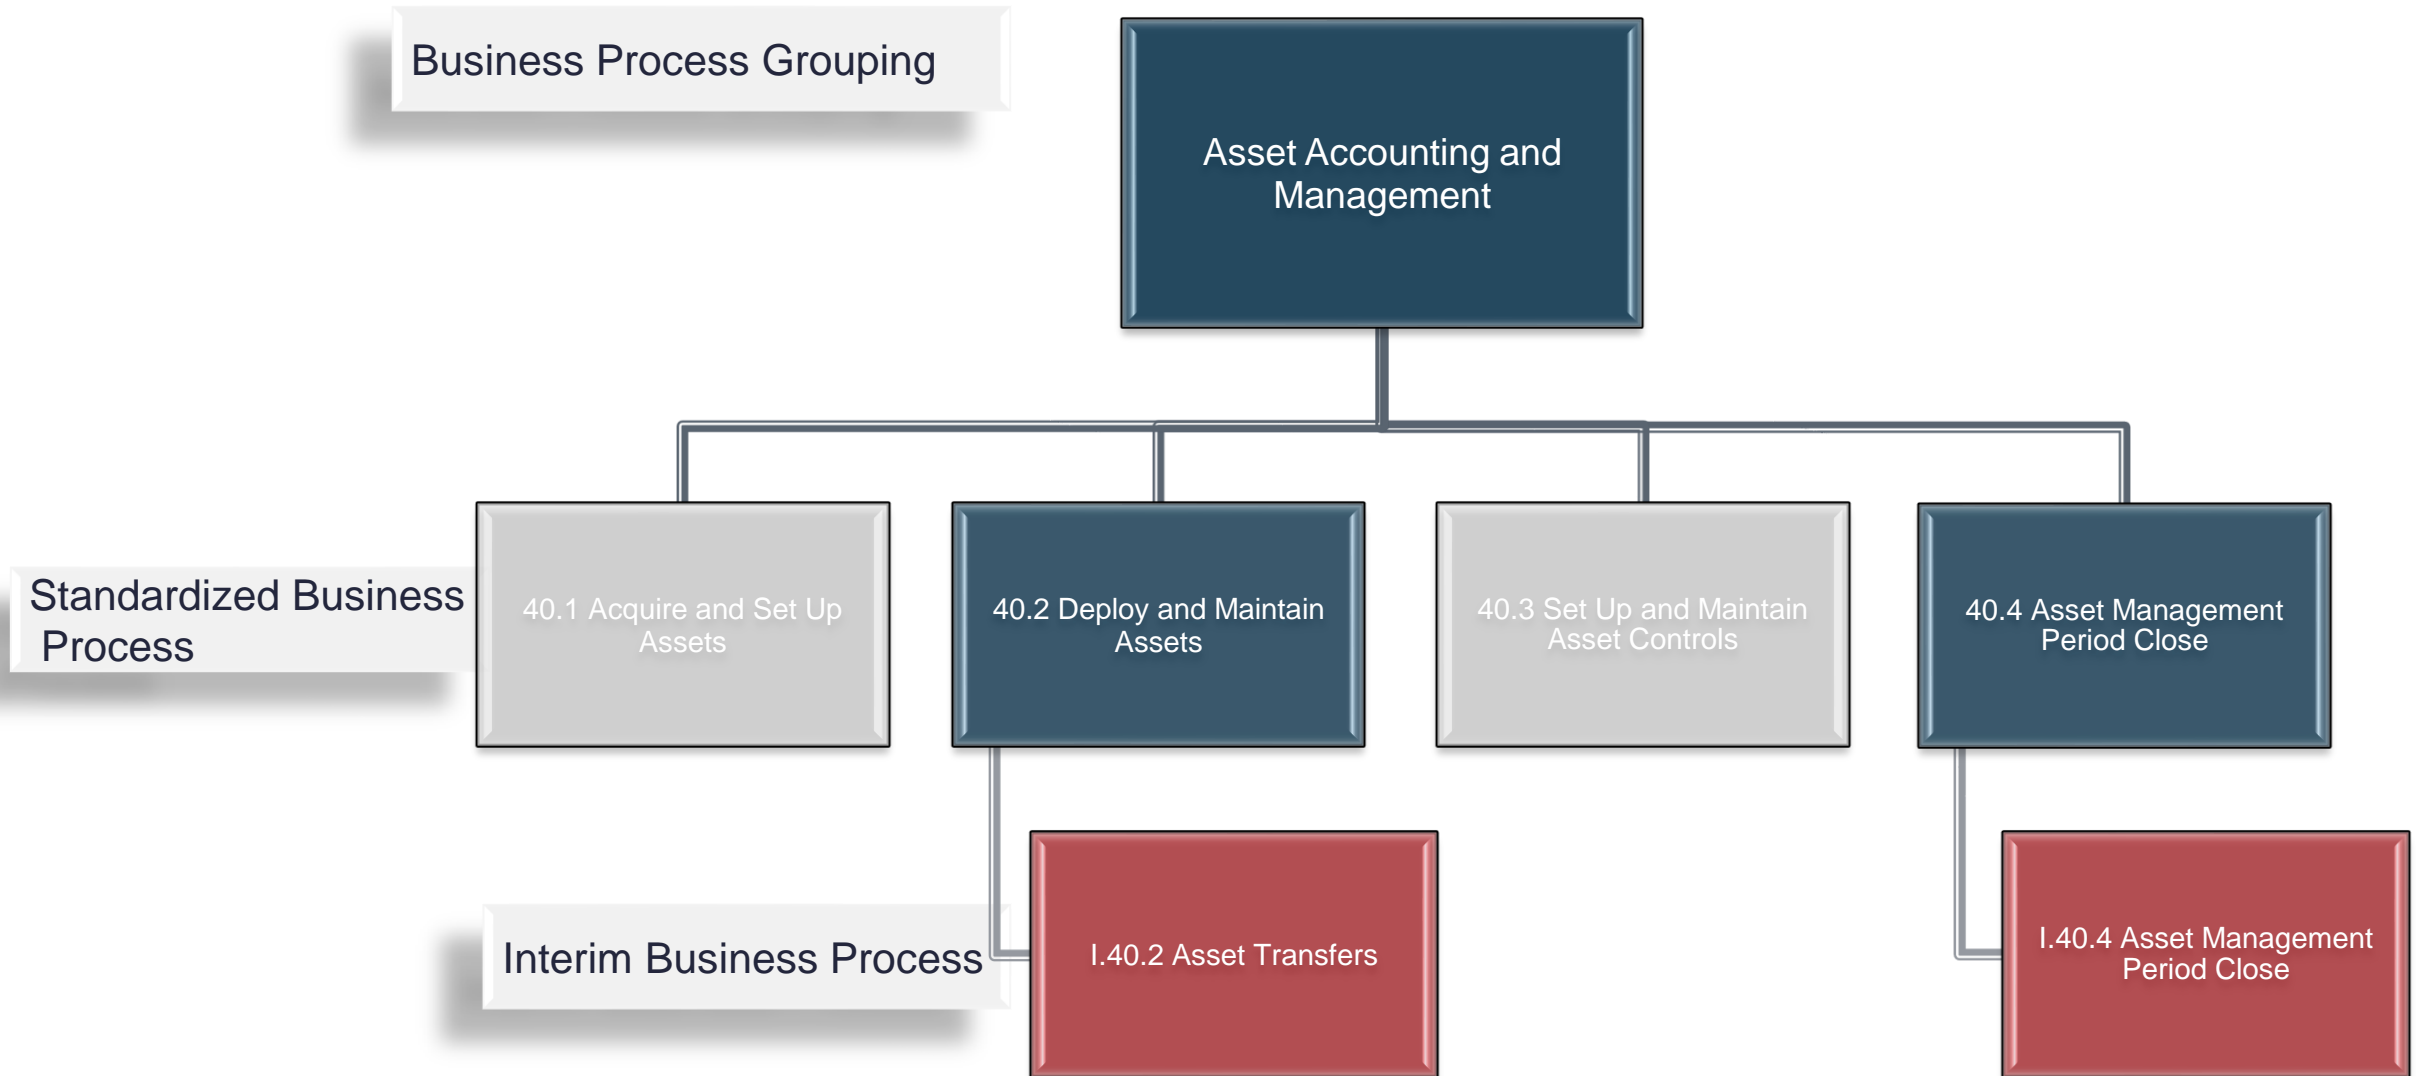 Business Process Grouping
Asset Accounting and
Management
Standardized Business
Process
40.1 Acquire and Set Up
Assets
40.2 Deploy and Maintain
Assets
40.3 Set Up and Maintain
Asset Controls
40.4 Asset Management
Period Close
Interim Business Process
I.40.2 Asset Transfers
I.40.4 Asset Management
Period Close